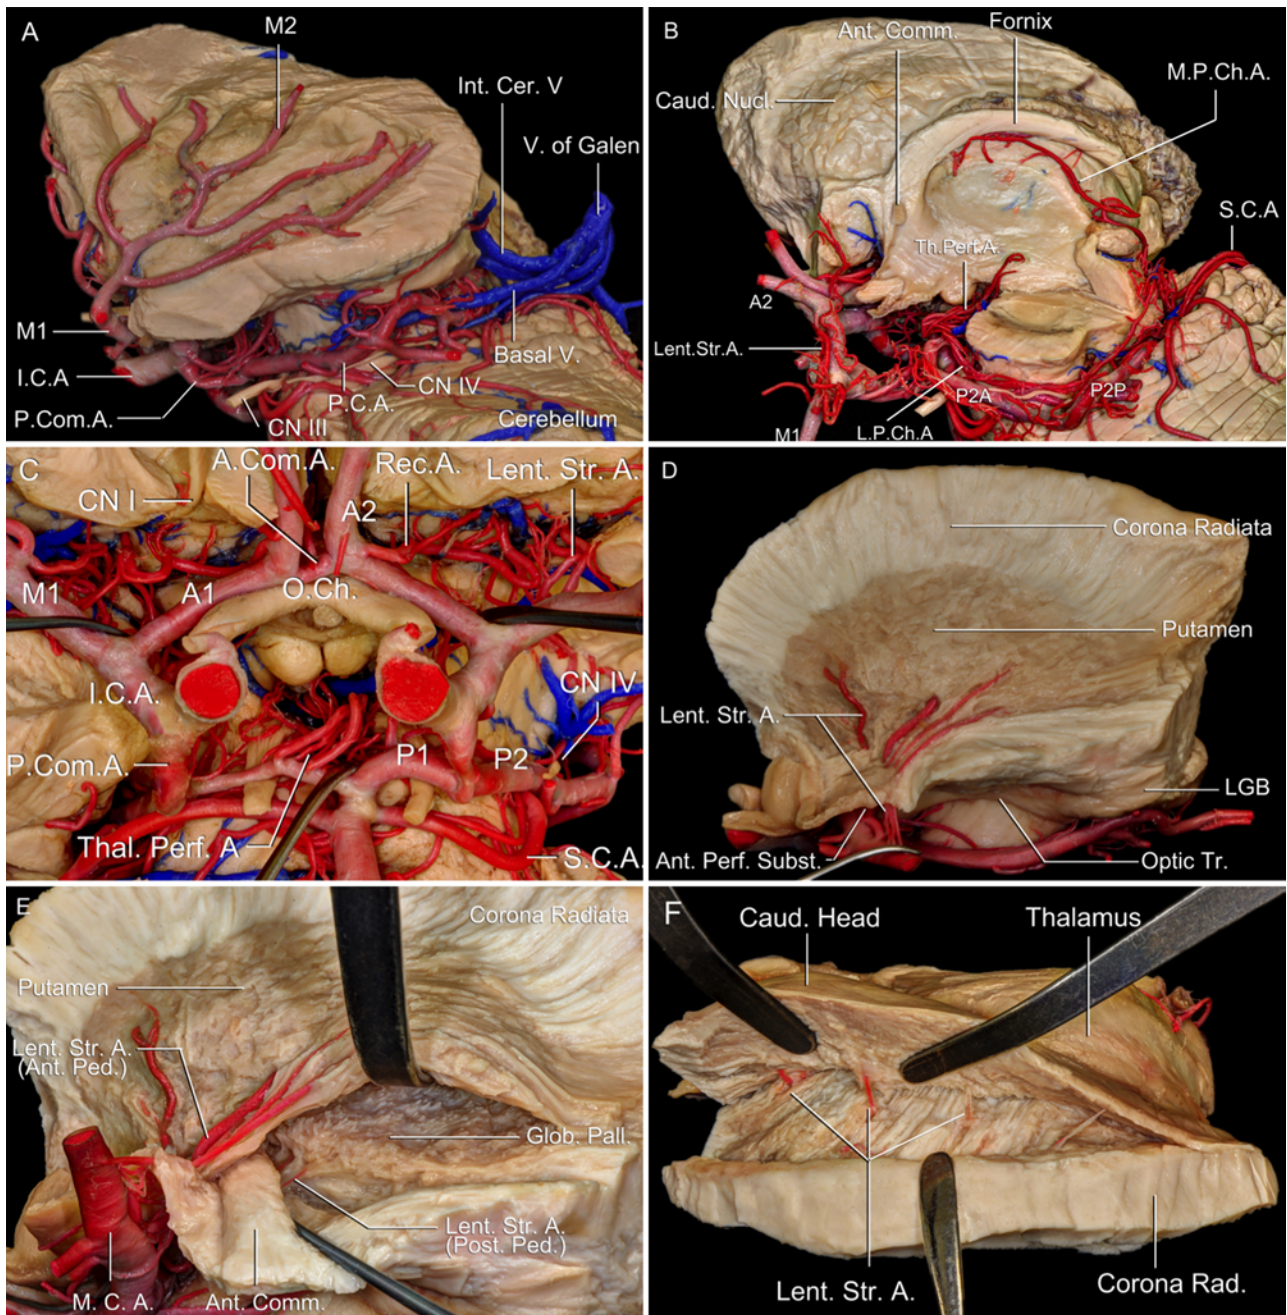 A
M2
Int. Cer. V
V. of Galen
M1
I.C.A
P.Com.A.
CN III
P.C.A.
CN IV
Basal V.
Cerebellum
B
Ant. Comm.
Fornix
M.P.Ch.A.
Caud. Nucl.
S.C.A
Th.Perf.A.
A2
Lent.Str.A.
M1
L.P.Ch.A
P2A
P2P
C
A.Com.A.
Rec.A.
Lent. Str. A.
CN I
A2
M1
A1
O.Ch.
I.C.A.
CN IV
P.Com.A.
P1
P2
Thal. Perf. A
S.C.A.
D
Corona Radiata
Putamen
Lent. Str. A.
LGB
Ant. Perf. Subst.
Optic Tr.
E
Corona Radiata
Putamen
Lent. Str. A.
(Ant. Ped.)
Glob. Pall.
Lent. Str. A.
(Post. Ped.)
M. C. A.
Ant. Comm.
F
Caud. Head
Thalamus
Lent. Str. A.
Corona Rad.